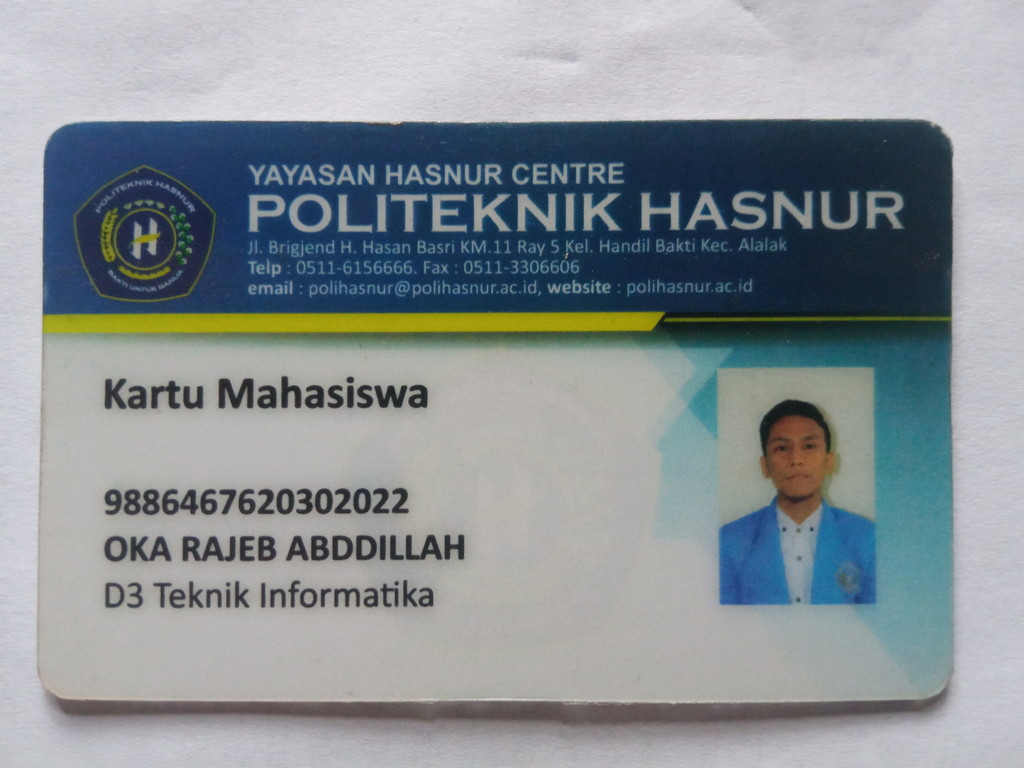 POLITEKNIK HASNUR
H
BAKTI UNTUK BANUA
YAYASAN HASNUR CENTRE
POLITEKNIK HASNUR
Jl. Brigjend H. Hasan Basri KM.11 Ray 5 Kel. Handil Bakti Kec. Alalak
Telp : 0511-6156666. Fax : 0511-3306606
email : polihasnur@polihasnur.ac.id, website : polihasnur.ac.id
Kartu Mahasiswa
9886467620302022
OKA RAJEB ABDDILLAH
D3 Teknik Informatika